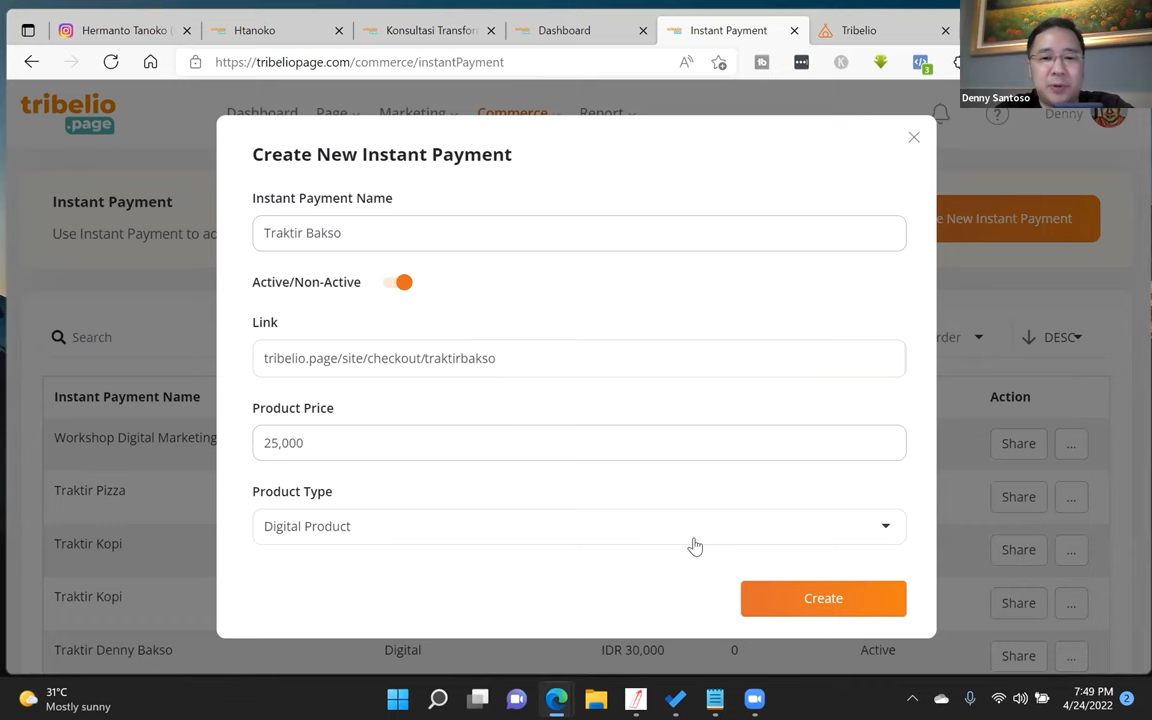 Hermanto Tanoko (
Htanoko
Konsultasi Transfor
Dashboard
Instant Payment
Tribelio
https://tribeliopage.com/commerce/instantPayment
3
Denny Santoso
tribelio
.page
Dashboard
Page
Marketing
Commerce
Report
?
Denny
Create New Instant Payment
Instant Payment
Use Instant Payment to ad
e New Instant Payment
Instant Payment Name
Traktir Bakso
Active/Non-Active
Link
tribelio.page/site/checkout/traktirbakso
Product Price
25,000
Product Type
Digital Product
Create
Search
rder
DESC
Instant Payment Name
Action
Workshop Digital Marketing
Share
...
Traktir Pizza
Share
...
Traktir Kopi
Share
...
Traktir Kopi
Share
...
Traktir Denny Bakso
Digital
IDR 30,000
0
Active
Share
...
31°C
Mostly sunny
7:49 PM
4/24/2022
2